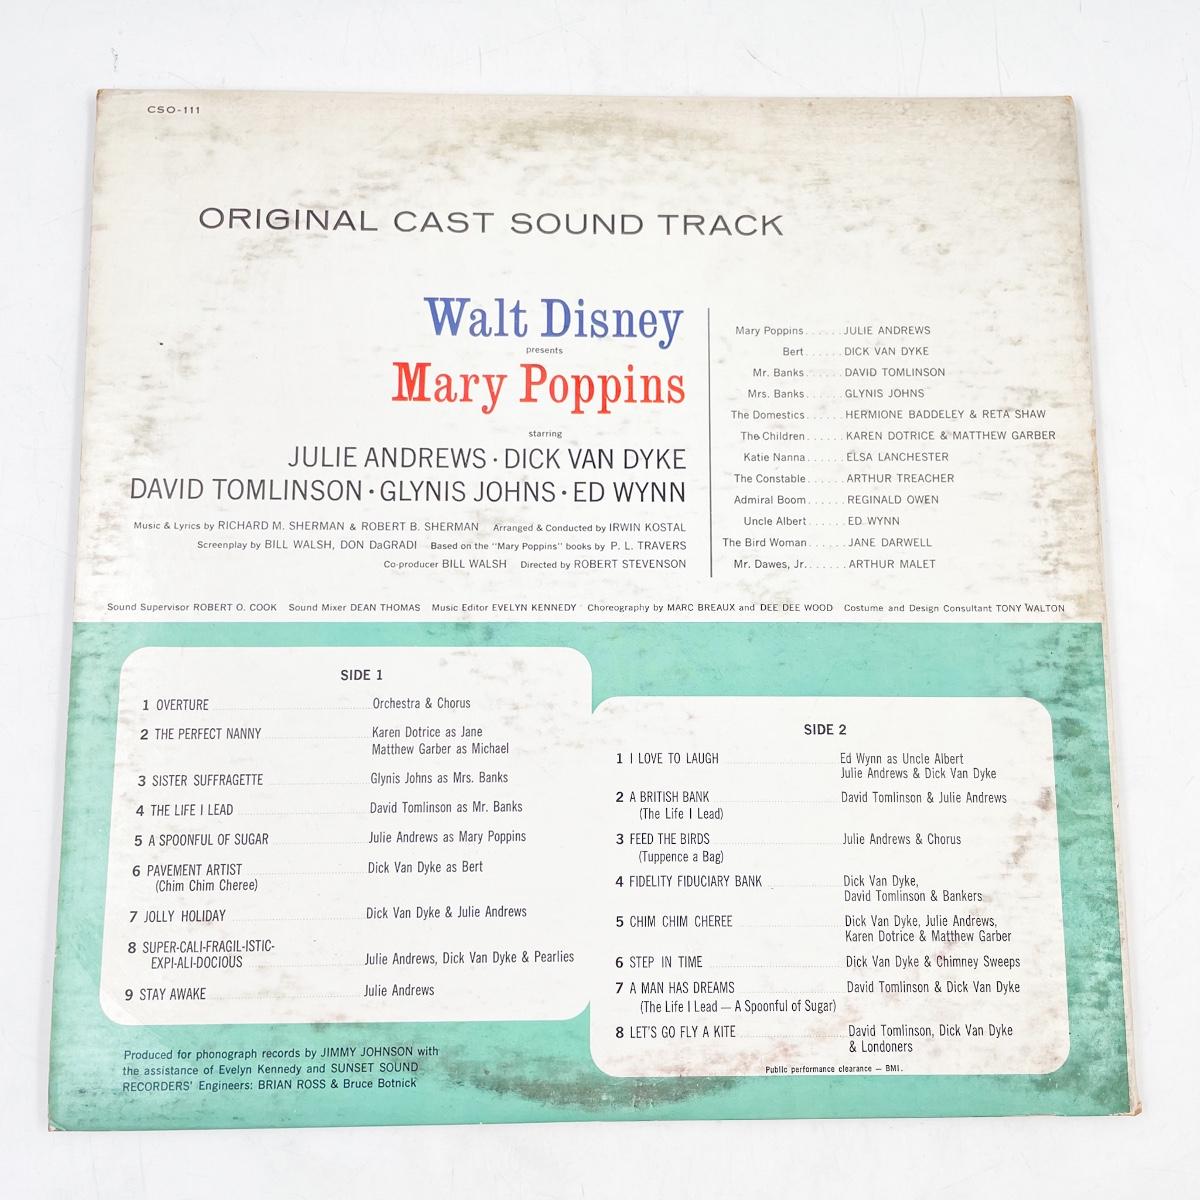 CSO-111
ORIGINAL CAST SOUND TRACK
Walt Disney
presents
Mary Poppins
starring
JULIE ANDREWS · DICK VAN DYKE
DAVID TOMLINSON · GLYNIS JOHNS · ED WYNN
Music & Lyrics by RICHARD M. SHERMAN & ROBERT B. SHERMAN Arranged & Conducted by IRWIN KOSTAL
Screenplay by BILL WALSH, DON DaGRADI Based on the "Mary Poppins" books by P. L. TRAVERS
Co-producer BILL WALSH Directed by ROBERT STEVENSON
Mary Poppins......JULIE ANDREWS
Bert......DICK VAN DYKE
Mr. Banks......DAVID TOMLINSON
Mrs. Banks......GLYNIS JOHNS
The Domestics......HERMIONE BADDELEY & RETA SHAW
The Children......KAREN DOTRICE & MATTHEW GARBER
Katie Nanna......ELSA LANCHESTER
The Constable......ARTHUR TREACHER
Admiral Boom......REGINALD OWEN
Uncle Albert......ED WYNN
The Bird Woman......JANE DARWELL
Mr. Dawes, Jr.......ARTHUR MALET
Sound Supervisor ROBERT O. COOK Sound Mixer DEAN THOMAS Music Editor EVELYN KENNEDY Choreography by MARC BREAUX and DEE DEE WOOD Costume and Design Consultant TONY WALTON
SIDE 1
1 OVERTURE Orchestra & Chorus
2 THE PERFECT NANNY Karen Dotrice as Jane
Matthew Garber as Michael
3 SISTER SUFFRAGETTE Glynis Johns as Mrs. Banks
4 THE LIFE I LEAD David Tomlinson as Mr. Banks
5 A SPOONFUL OF SUGAR Julie Andrews as Mary Poppins
6 PAVEMENT ARTIST Dick Van Dyke as Bert
(Chim Chim Cheree)
7 JOLLY HOLIDAY Dick Van Dyke & Julie Andrews
8 SUPER-CALI-FRAGIL-ISTIC-
EXPI-ALI-DOCIOUS Julie Andrews, Dick Van Dyke & Pearlies
9 STAY AWAKE Julie Andrews
SIDE 2
1 I LOVE TO LAUGH Ed Wynn as Uncle Albert
Julie Andrews & Dick Van Dyke
2 A BRITISH BANK David Tomlinson & Julie Andrews
(The Life I Lead)
3 FEED THE BIRDS Julie Andrews & Chorus
(Tuppence a Bag)
4 FIDELITY FIDUCIARY BANK Dick Van Dyke,
David Tomlinson & Bankers
5 CHIM CHIM CHEREE Dick Van Dyke, Julie Andrews,
Karen Dotrice & Matthew Garber
6 STEP IN TIME Dick Van Dyke & Chimney Sweeps
7 A MAN HAS DREAMS David Tomlinson & Dick Van Dyke
(The Life I Lead — A Spoonful of Sugar)
8 LET'S GO FLY A KITE David Tomlinson, Dick Van Dyke
& Londoners
Public performance clearance — BMI.
Produced for phonograph records by JIMMY JOHNSON with
the assistance of Evelyn Kennedy and SUNSET SOUND
RECORDERS' Engineers: BRIAN ROSS & Bruce Botnick